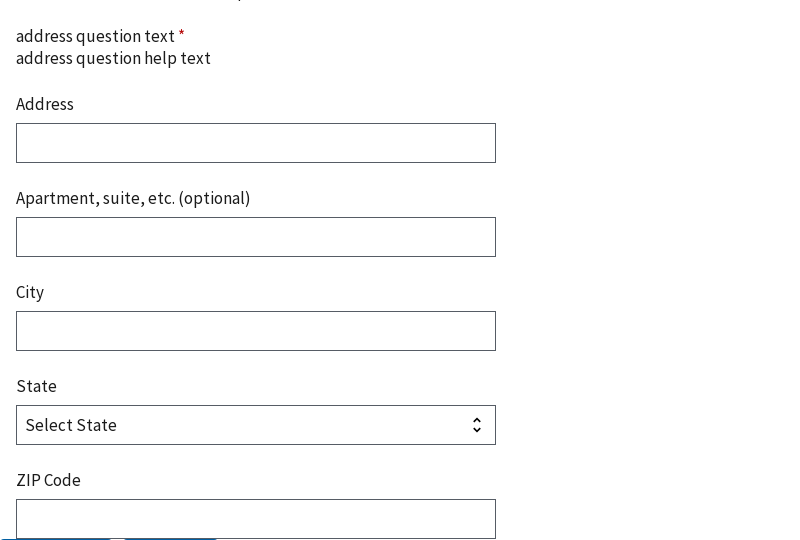 address question text *
address question help text
Address
Apartment, suite, etc. (optional)
City
State
Select State
ZIP Code